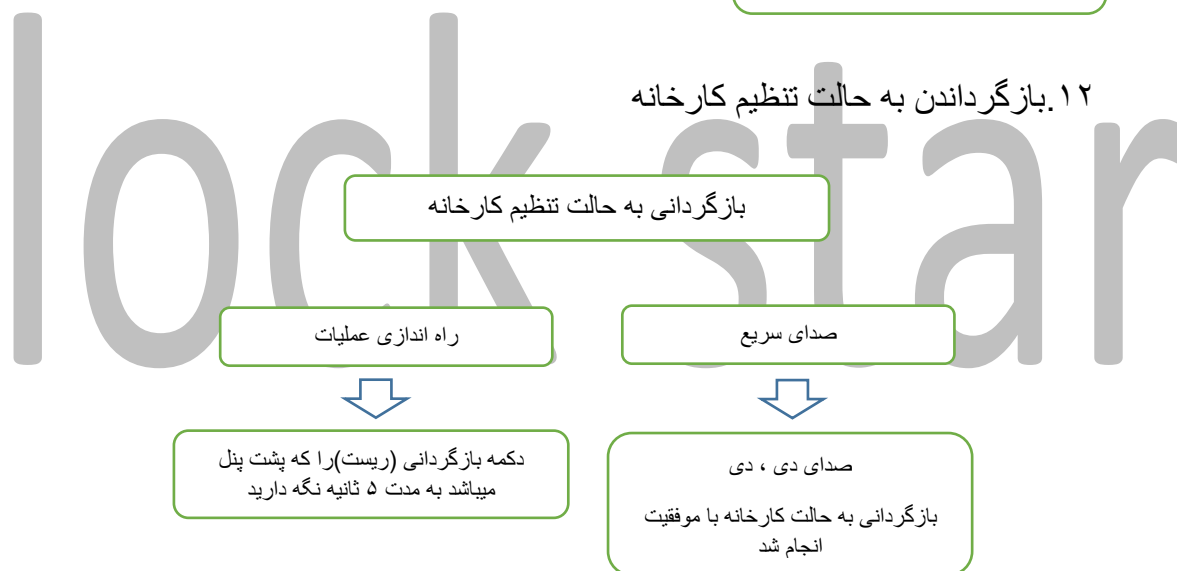 ۱۲.بازگرداندن به حالت تنظیم کارخانه
lock star
بازگردانی به حالت تنظیم کارخانه
صدای سریع
راه اندازی عملیات
صدای دی ، دی
بازگردانی به حالت کارخانه با موفقیت
انجام شد
دکمه بازگردانی (ریست)را که پشت پنل
میباشد به مدت ۵ ثانیه نگه دارید